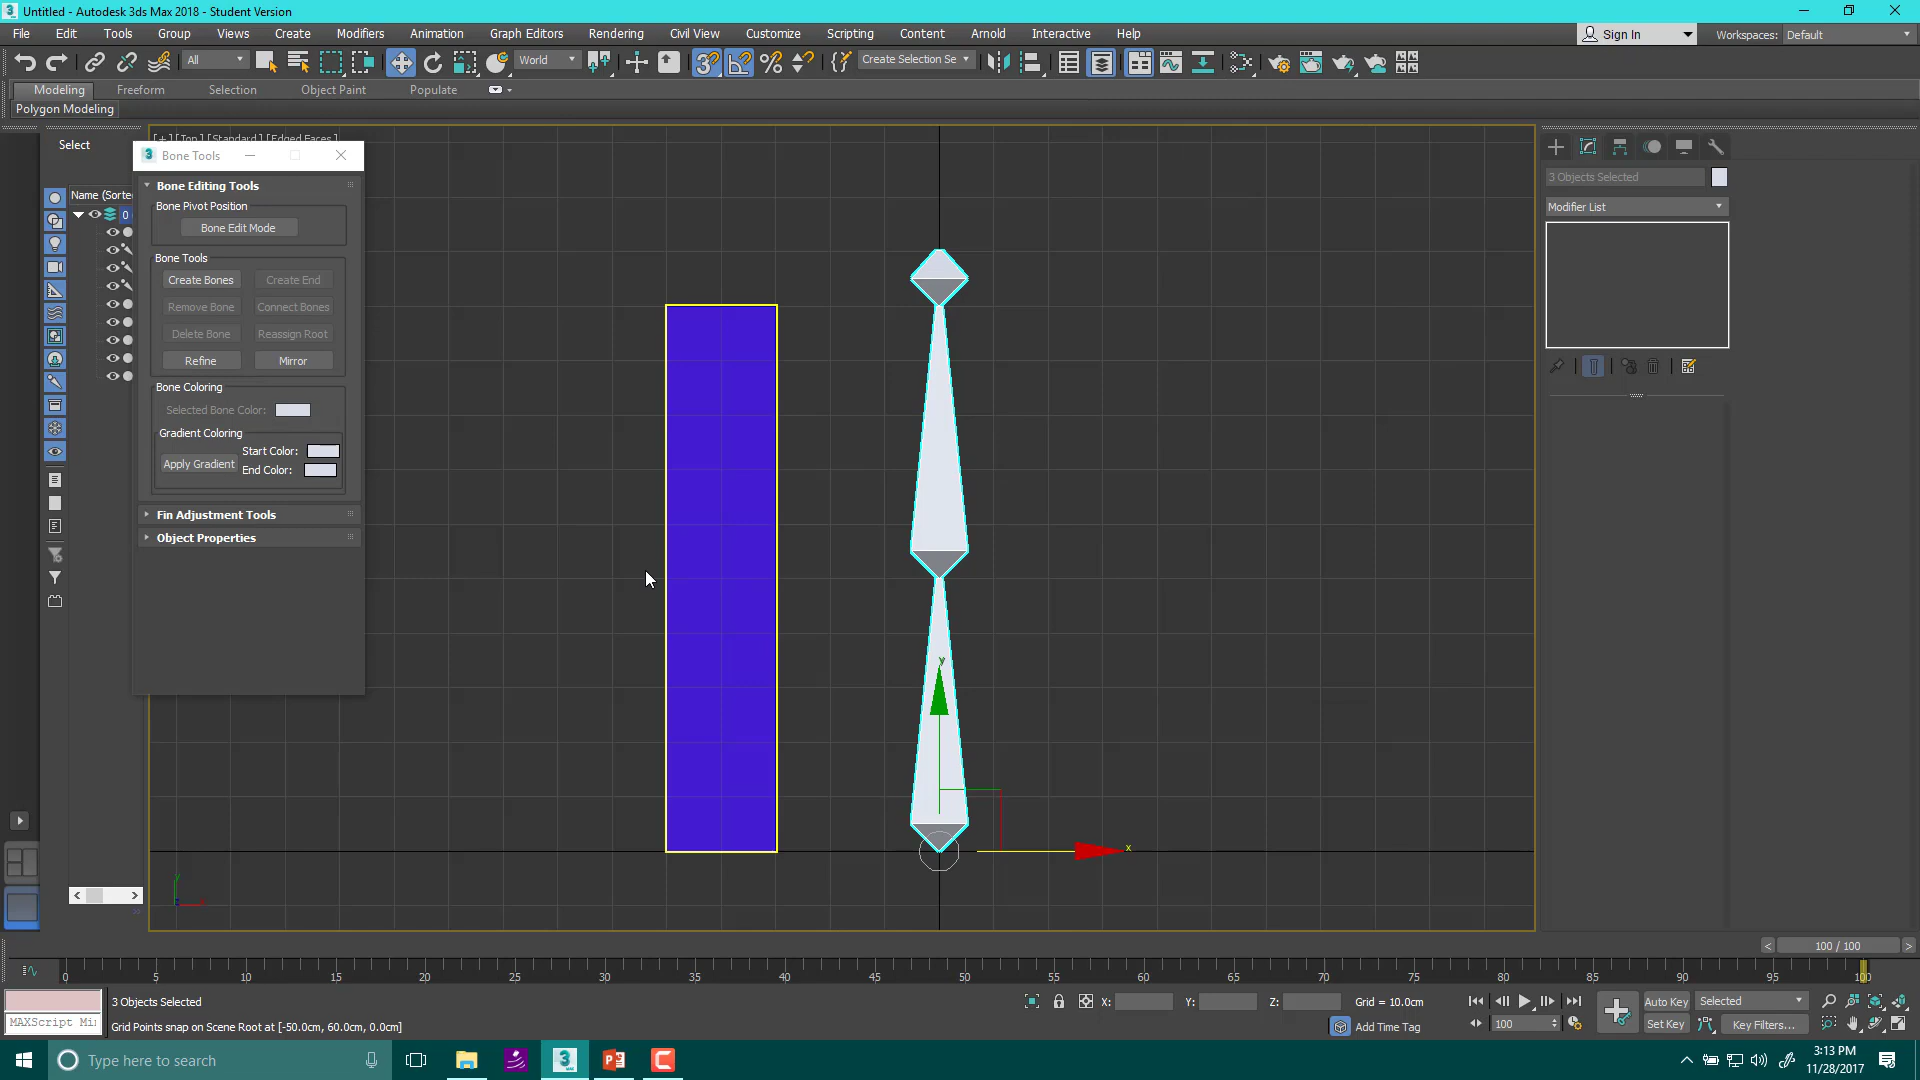 Untitled - Autodesk 3ds Max 2018 - Student Version
File Edit Tools Group Views Create Modifiers Animation Graph Editors Rendering Civil View Customize Scripting Content Arnold Interactive Help
Sign In
Workspaces: Default
All
World
Create Selection Se
Modeling Freeform Selection Object Paint Populate
Polygon Modeling
Select
[+] [Top] [Standard] [Edged Faces]
Bone Tools
Name (Sorte
0
Bone Editing Tools
Bone Pivot Position
Bone Edit Mode
Bone Tools
Create Bones Create End
Remove Bone Connect Bones
Delete Bone Reassign Root
Refine Mirror
Bone Coloring
Selected Bone Color:
Gradient Coloring
Apply Gradient
Start Color:
End Color:
Fin Adjustment Tools
Object Properties
y
x
y
3 Objects Selected
Modifier List
< 100 / 100 >
0 5 10 15 20 25 30 35 40 45 50 55 60 65 70 75 80 85 90 95 100
MAXScript Mi
3 Objects Selected
Grid Points snap on Scene Root at [-50.0cm, 60.0cm, 0.0cm]
X: Y: Z: Grid = 10.0cm
Add Time Tag
100
Auto Key Selected
Set Key Key Filters...
Type here to search
3:13 PM
11/28/2017